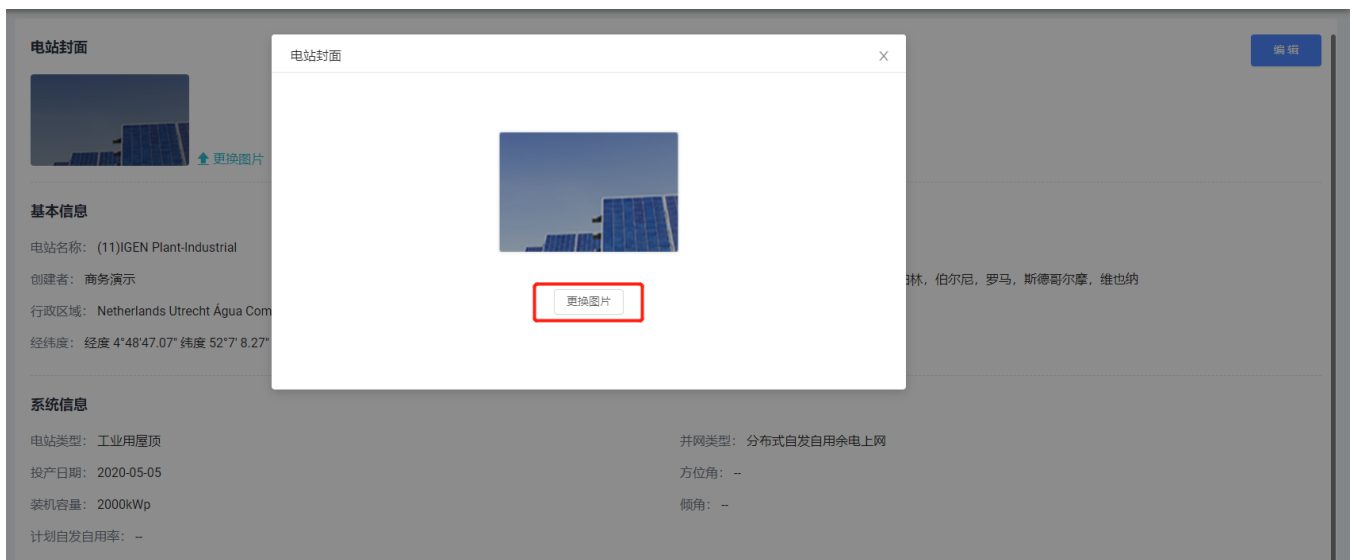 电站封面
编 辑
更换图片
电站封面
X
更换图片
基本信息
电站名称： (11)IGEN Plant-Industrial
创建者： 商务演示
林，伯尔尼，罗马，斯德哥尔摩，维也纳
行政区域： Netherlands Utrecht Água Com
经纬度： 经度 4°48'47.07" 纬度 52°7' 8.27"
系统信息
电站类型： 工业用屋顶
并网类型： 分布式自发自用余电上网
投产日期： 2020-05-05
方位角： --
装机容量： 2000kWp
倾角： --
计划自发自用率： --